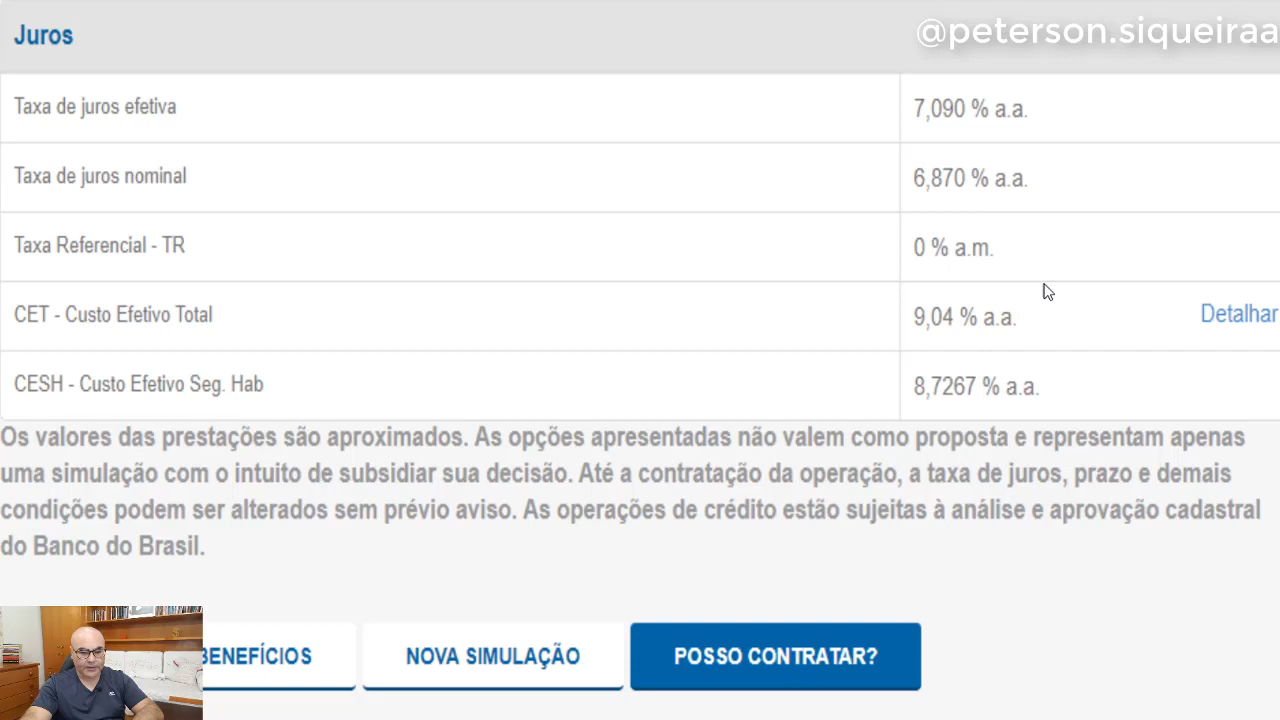 @peterson.siqueiraa
Juros
Taxa de juros efetiva 7,090 % a.a.
Taxa de juros nominal 6,870 % a.a.
Taxa Referencial - TR 0 % a.m.
CET - Custo Efetivo Total 9,04 % a.a. Detalhar
CESH - Custo Efetivo Seg. Hab 8,7267 % a.a.
Os valores das prestações são aproximados. As opções apresentadas não valem como proposta e representam apenas
uma simulação com o intuito de subsidiar sua decisão. Até a contratação da operação, a taxa de juros, prazo e demais
condições podem ser alterados sem prévio aviso. As operações de crédito estão sujeitas à análise e aprovação cadastral
do Banco do Brasil.
BENEFÍCIOS NOVA SIMULAÇÃO POSSO CONTRATAR?